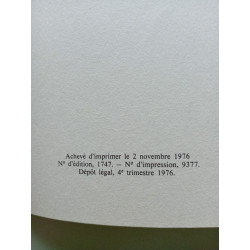 Achevé d'imprimer le 2 novembre 1976
N° d'édition, 1747. — N° d'impression, 9377.
Dépôt légal, 4e trimestre 1976.